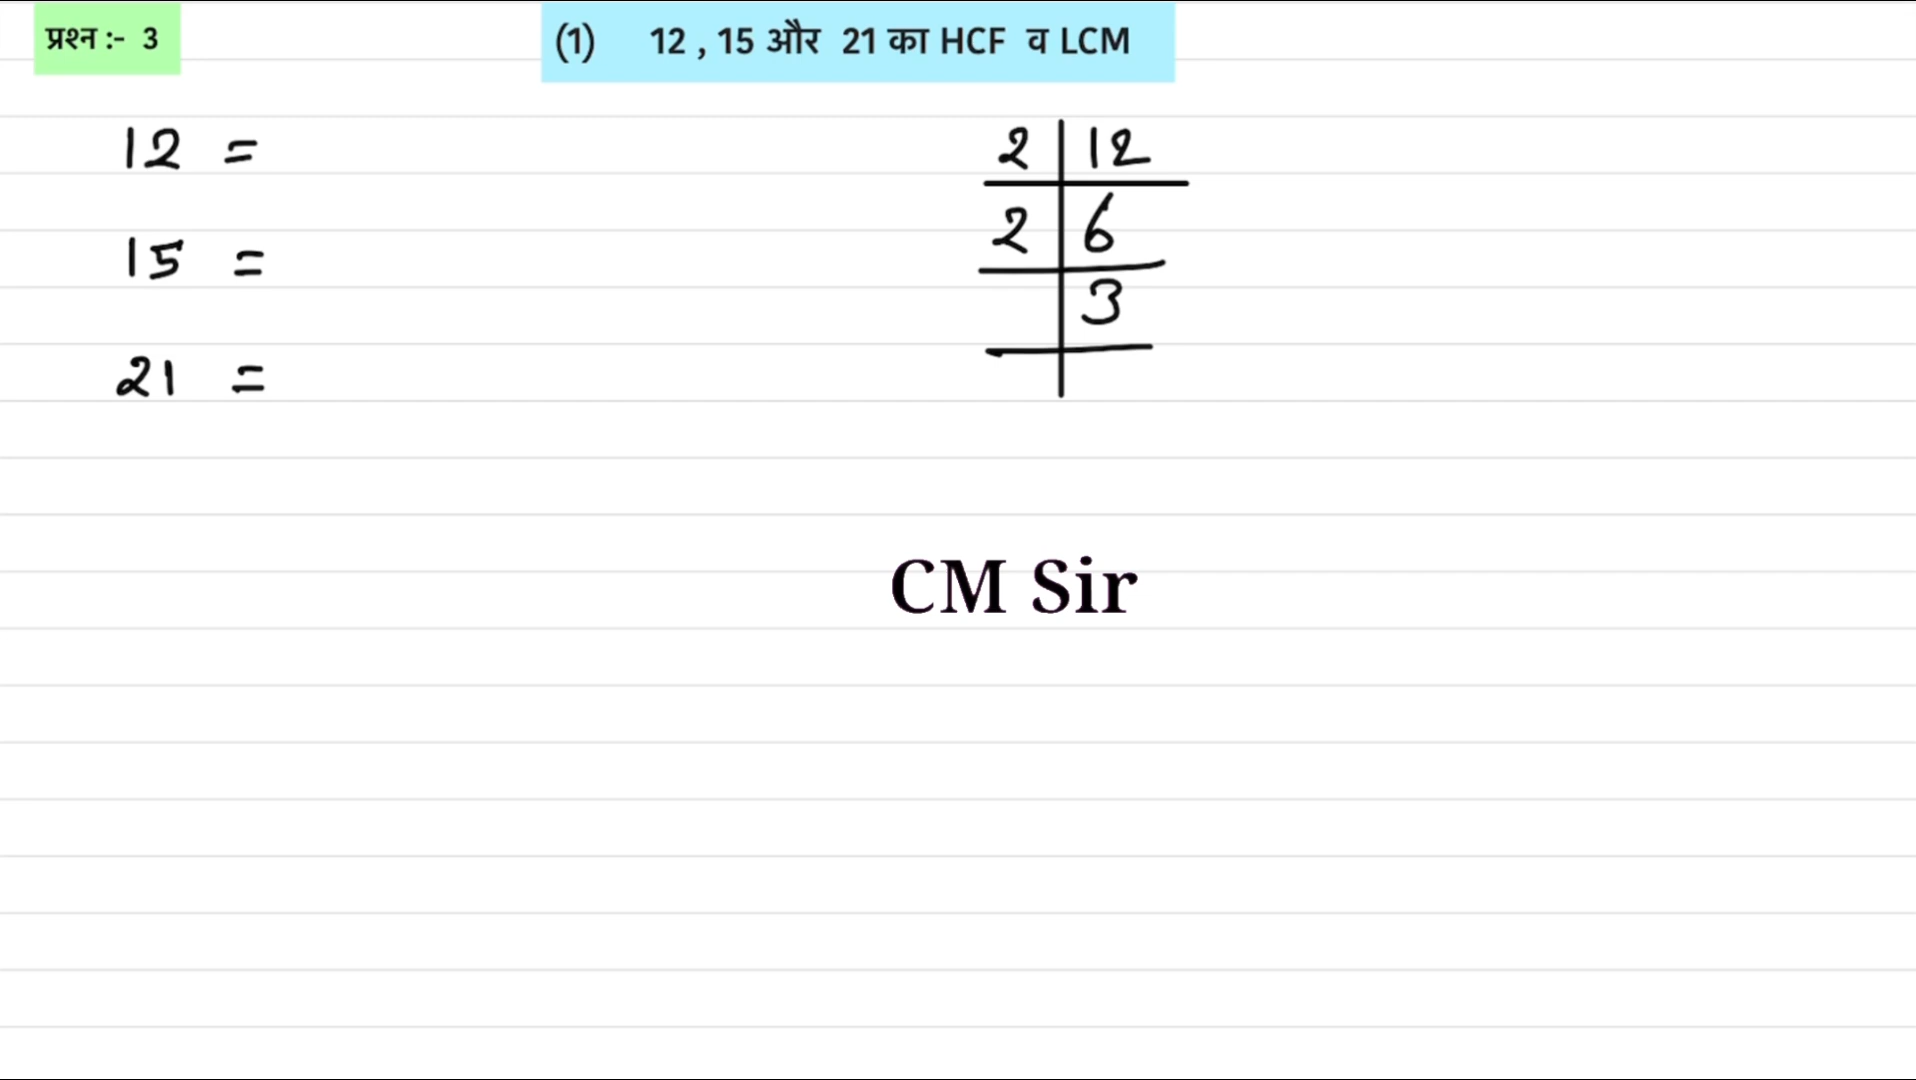 प्रश्न :- 3
(1) 12 , 15 और 21 का HCF व LCM
12 =
15 =
21 =
2 | 12
2 | 6
3
CM Sir